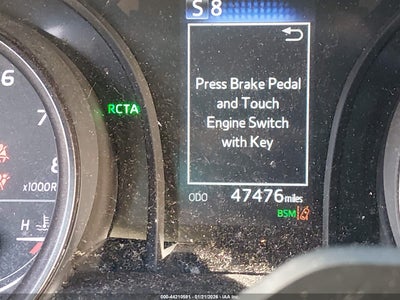 S 8
6
Press Brake Pedal
and Touch
Engine Switch
with Key
RCTA
7
8
x1000R
ODO 47476 miles
BSM
H
000-44210591 - 01/21/2026 - IAA Inc.